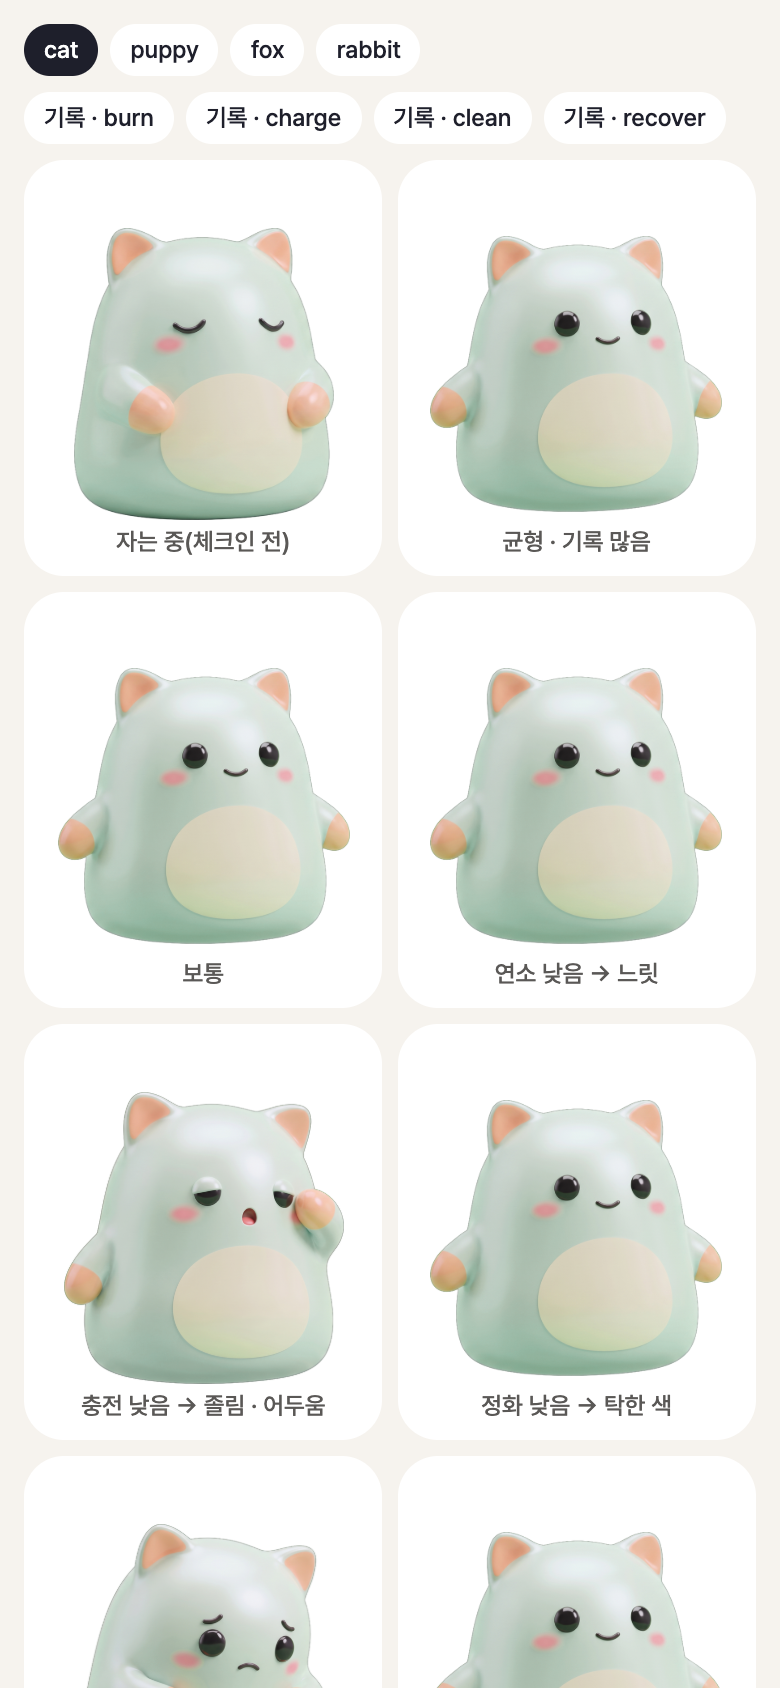 cat puppy fox rabbit
기록 · burn 기록 · charge 기록 · clean 기록 · recover
자는 중(체크인 전)
균형 · 기록 많음
보통
연소 낮음 → 느릿
충전 낮음 → 졸림 · 어두움
정화 낮음 → 탁한 색